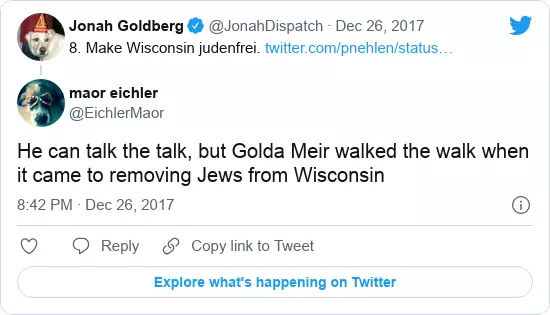 Jonah Goldberg @JonahDispatch · Dec 26, 2017
8. Make Wisconsin judenfrei. twitter.com/pnehlen/status…
maor eichler
@EichlerMaor
He can talk the talk, but Golda Meir walked the walk when
it came to removing Jews from Wisconsin
8:42 PM · Dec 26, 2017
Reply Copy link to Tweet
Explore what's happening on Twitter